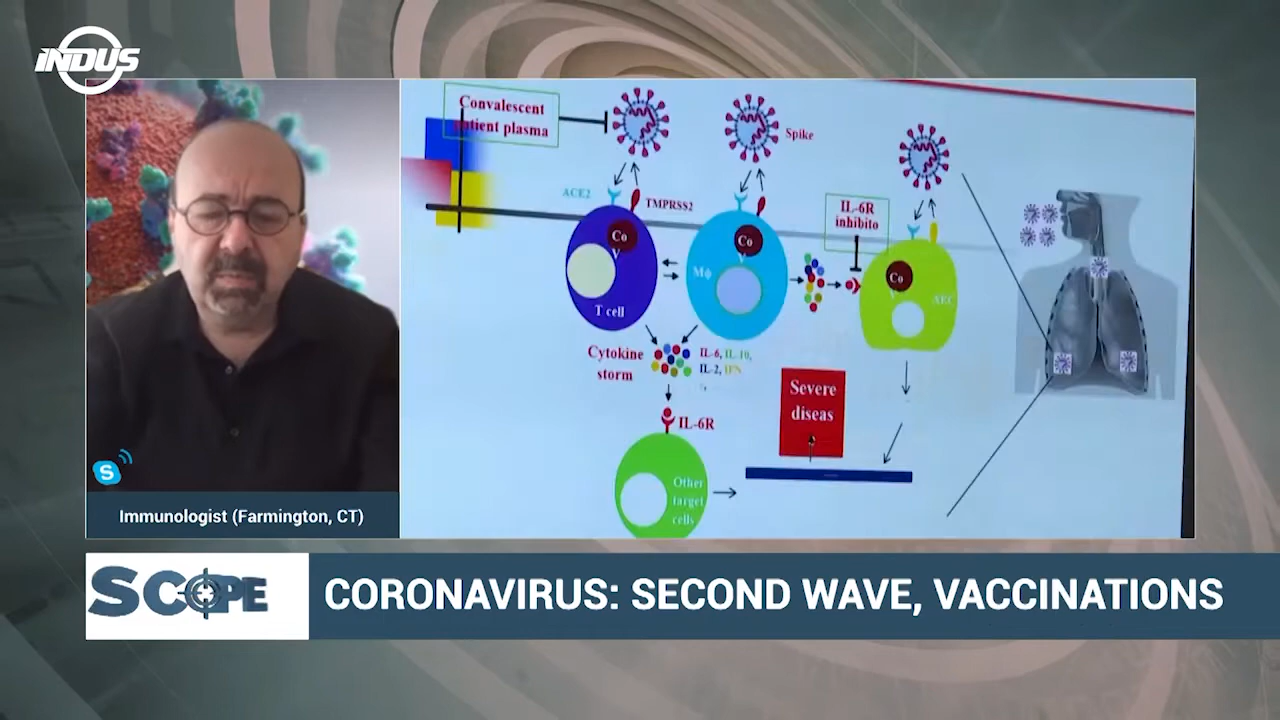 INDUS
Convalescent
patient plasma
Spike
ACE2
TMPRSS2
IL-6R
inhibito
Co
Co
Co
Mφ
AEC
T cell
Cytokine
storm
IL-6, IL-10,
IL-2, IFN
Severe
diseas
IL-6R
Other
target
cells
S
Immunologist (Farmington, CT)
SCOPE
CORONAVIRUS: SECOND WAVE, VACCINATIONS